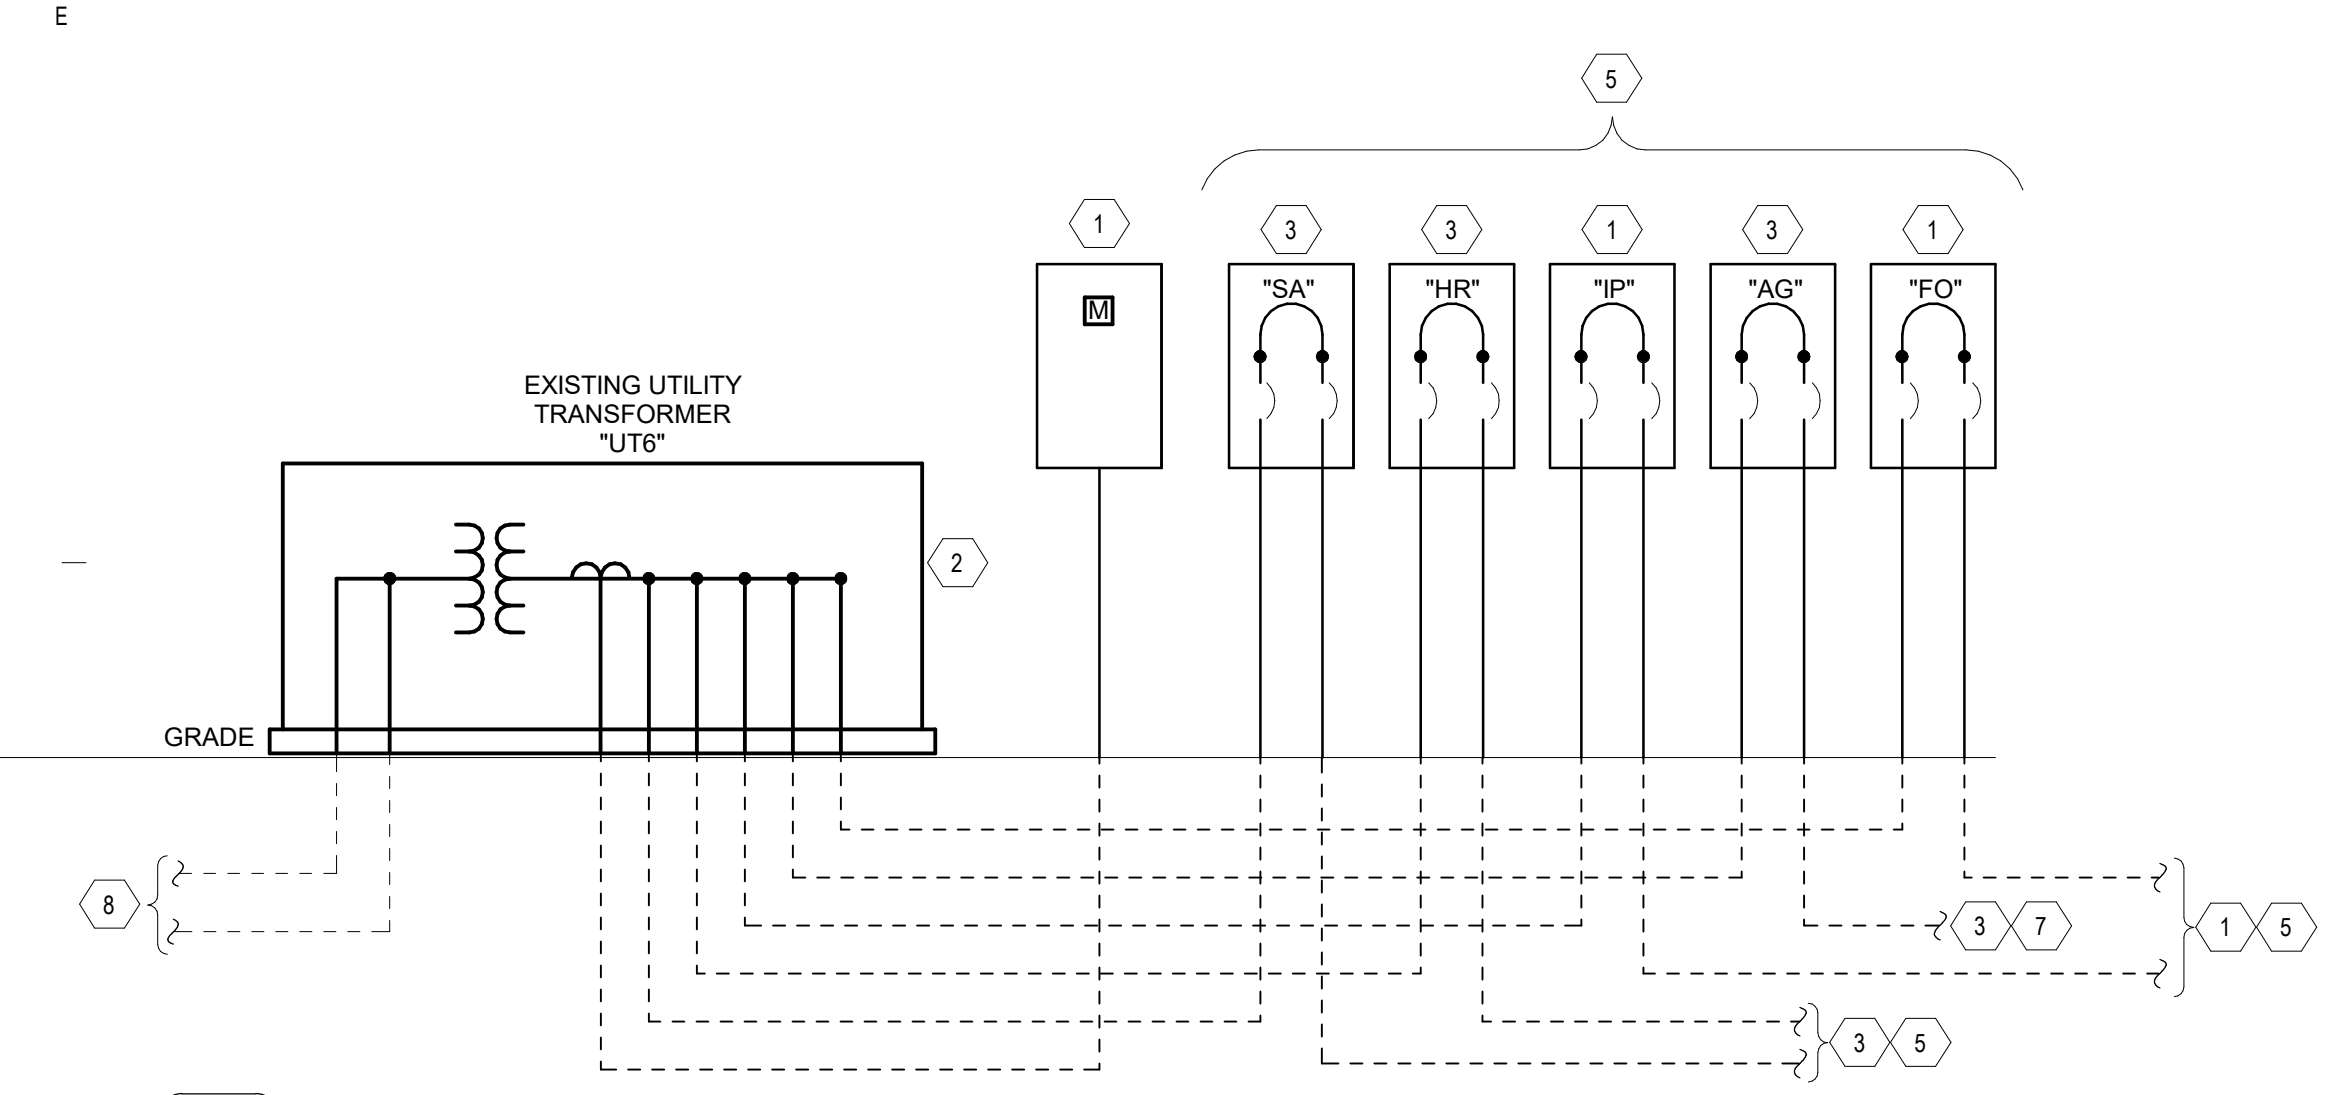 E
5
1
3
3
1
3
1
"SA"
"HR"
"IP"
"AG"
"FO"
M
EXISTING UTILITY
TRANSFORMER
"UT6"
2
GRADE
8
3 7
1 5
3 5